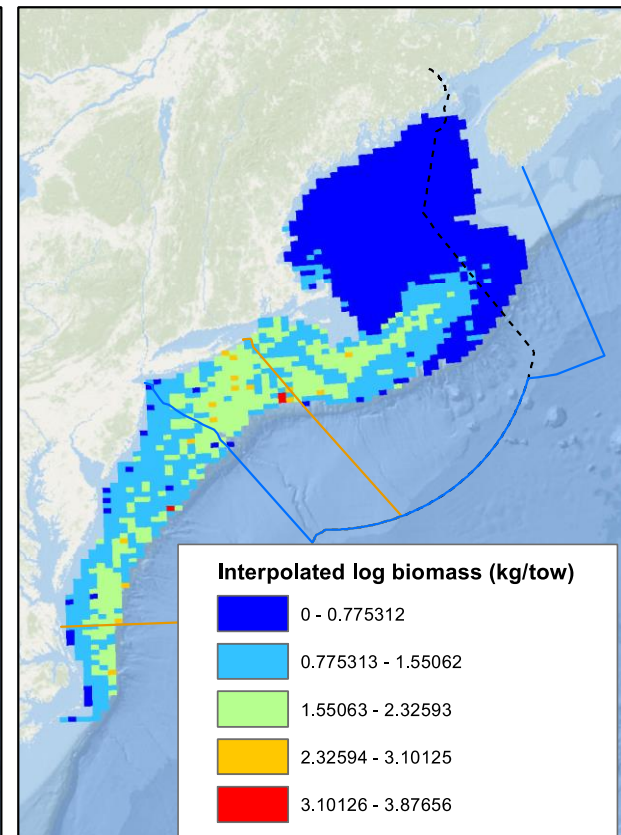 Interpolated log biomass (kg/tow)
0 - 0.775312
0.775313 - 1.55062
1.55063 - 2.32593
2.32594 - 3.10125
3.10126 - 3.87656